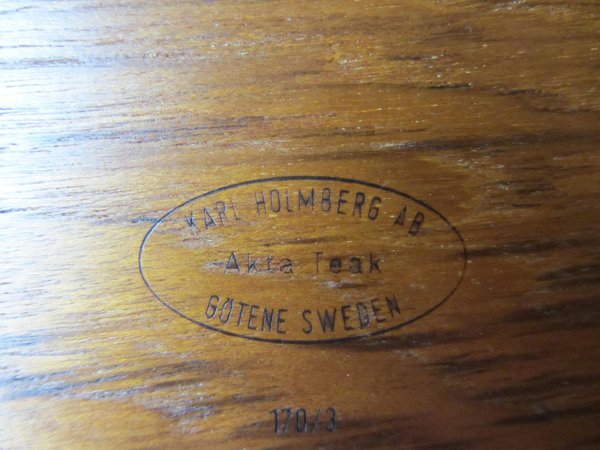 KARL HOLMBERG AB
Äkta Teak
GÖTENE SWEDEN
170/3